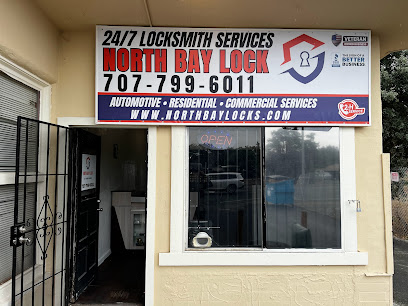 24/7 LOCKSMITH SERVICES
NORTH BAY LOCK
707-799-6011
AUTOMOTIVE • RESIDENTIAL • COMMERCIAL SERVICES
WWW.NORTHBAYLOCKS.COM
VETERAN
BETTER
BUSINESS
24-H
OPEN